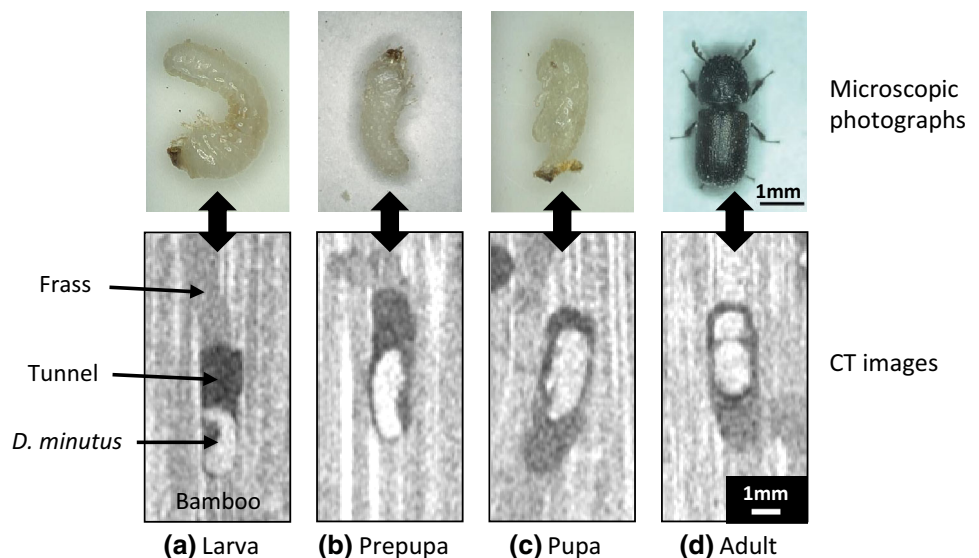 Microscopic
photographs
1mm
Frass
Tunnel
D. minutus
CT images
Bamboo
1mm
(a) Larva
(b) Prepupa
(c) Pupa
(d) Adult